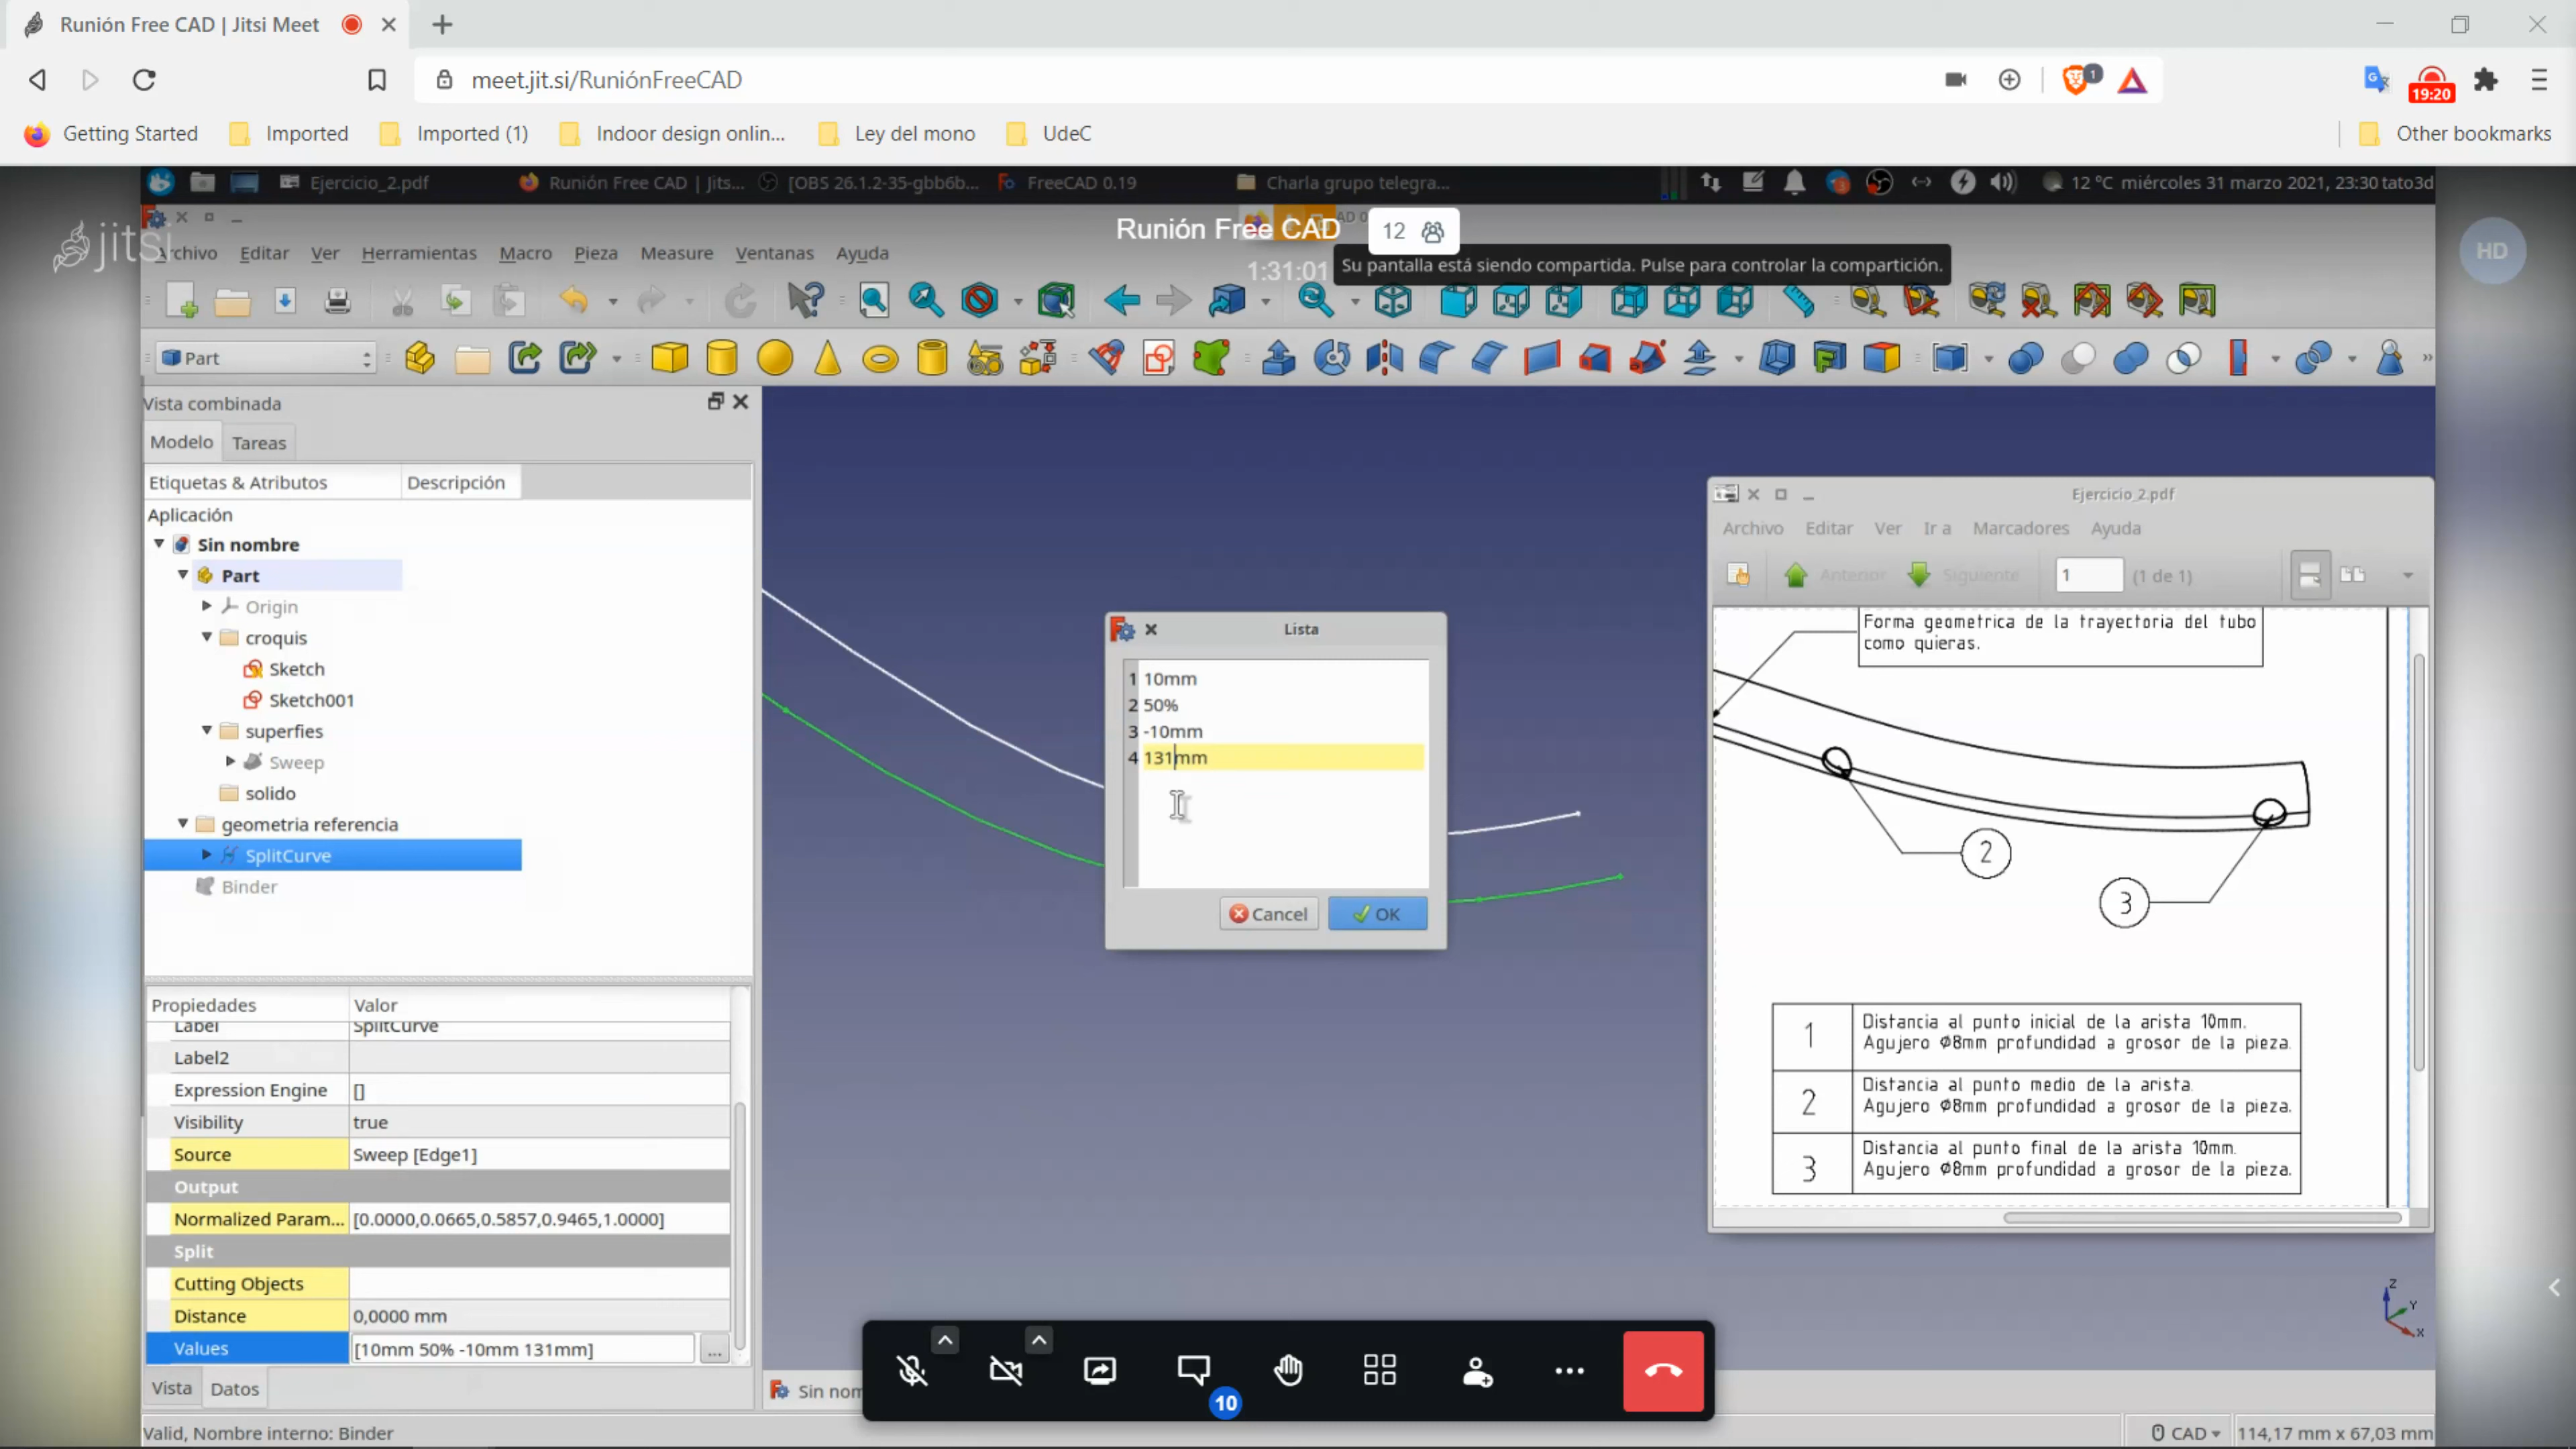 Runión Free CAD | Jitsi Meet
meet.jit.si/RuniónFreeCAD
1
19:20
Getting Started
Imported
Imported (1)
Indoor design onlin...
Ley del mono
UdeC
Other bookmarks
Ejercicio_2.pdf
Runión Free CAD | Jits...
[OBS 26.1.2-35-gbb6b...
FreeCAD 0.19
Charla grupo telegra...
12 °C miércoles 31 marzo 2021, 23:30 tato3d
jitsi
Runión Free CAD
12
HD
Archivo Editar Ver Herramientas Macro Pieza Measure Ventanas Ayuda
1:31:01
Su pantalla está siendo compartida. Pulse para controlar la compartición.
Part
Vista combinada
Modelo
Tareas
Etiquetas & Atributos
Descripción
Aplicación
Sin nombre
Part
Origin
croquis
Sketch
Sketch001
superfies
Sweep
solido
geometria referencia
SplitCurve
Binder
Propiedades
Valor
Label
SplitCurve
Label2
Expression Engine
[]
Visibility
true
Source
Sweep [Edge1]
Output
Normalized Param...
[0.0000,0.0665,0.5857,0.9465,1.0000]
Split
Cutting Objects
Distance
0,0000 mm
Values
[10mm 50% -10mm 131mm]
...
Vista
Datos
Valid, Nombre interno: Binder
Lista
1 10mm
2 50%
3 -10mm
4 131mm
Cancel
OK
Ejercicio_2.pdf
Archivo Editar Ver Ir a Marcadores Ayuda
Anterior
Siguiente
1
(1 de 1)
Forma geometrica de la trayectoria del tubo
como quieras.
2
3
1
Distancia al punto inicial de la arista 10mm.
Agujero Ø8mm profundidad a grosor de la pieza.
2
Distancia al punto medio de la arista.
Agujero Ø8mm profundidad a grosor de la pieza.
3
Distancia al punto final de la arista 10mm.
Agujero Ø8mm profundidad a grosor de la pieza.
Z
Y
X
10
Sin nom
CAD
114,17 mm x 67,03 mm